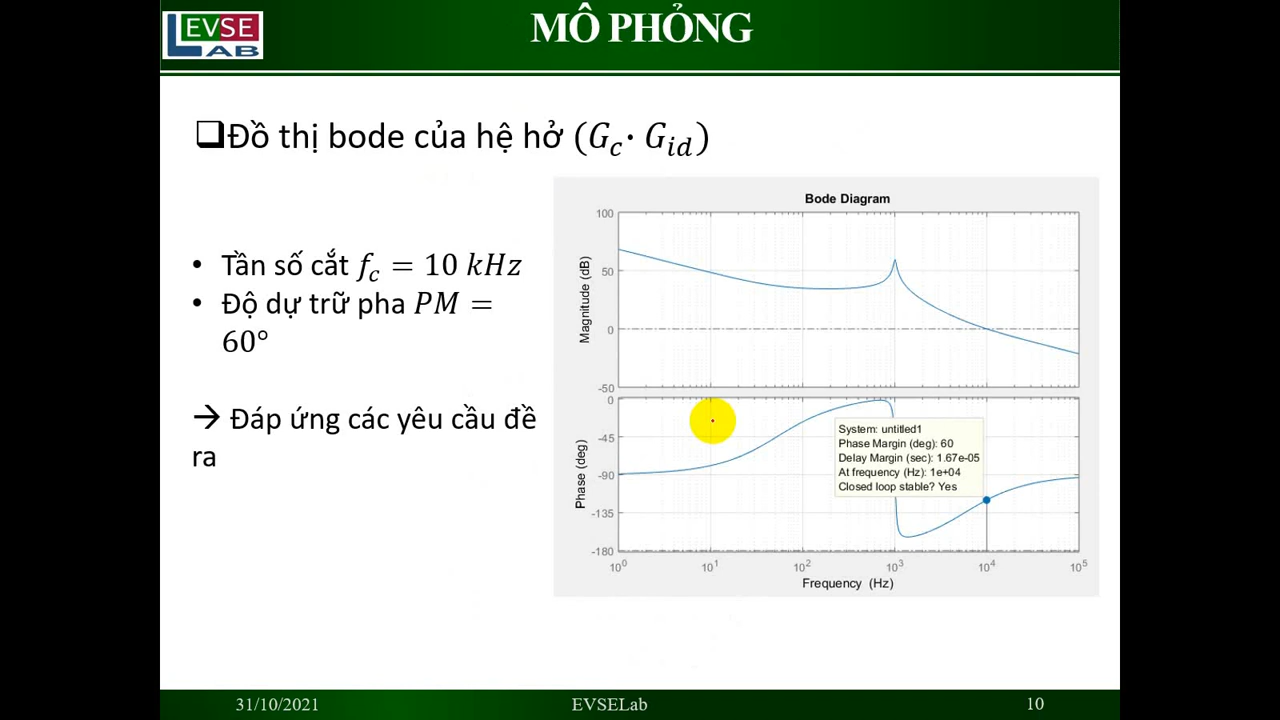 EVSE
LAB
MÔ PHỎNG
❑Đồ thị bode của hệ hở (G_c · G_id)
• Tần số cắt f_c = 10 kHz
• Độ dự trữ pha PM =
60°
→ Đáp ứng các yêu cầu đề
ra
Bode Diagram
Magnitude (dB)
100
50
0
-50
Phase (deg)
0
-45
-90
-135
-180
System: untitled1
Phase Margin (deg): 60
Delay Margin (sec): 1.67e-05
At frequency (Hz): 1e+04
Closed loop stable? Yes
10^0 10^1 10^2 10^3 10^4 10^5
Frequency (Hz)
31/10/2021 EVSELab 10